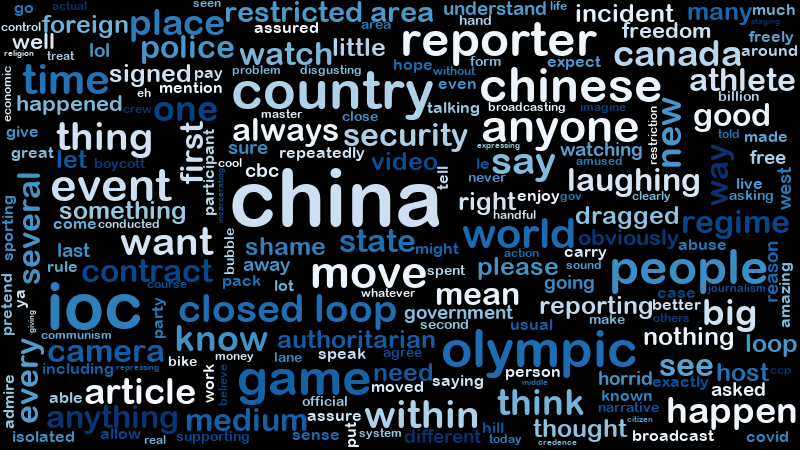 go actual seen restricted area understand life incident many much
control foreign place assured area hand freedom staging
well lol police watch little reporter freely
religion treat problem disgusting hope without form expect canada around
economic time signed pay country even chinese athlete
happened eh mention master talking broadcasting imagine billion
crew one close anyone good
give thing first always security restriction new told made
great let boycott participant sure repeatedly video le expressing say watching amused way free
cool cbc tell never laughing live west
event incarcerating china right enjoy gov clearly asking
sporting several something handful dragged regime
come conducted want bubble shame state might world obviously abuse
last away move action carry sound people reason
rule contract pack lot spent please going case journalism amazing
pretend ya course whatever mean reporting better others
ioc closed loop government second usual make big
giving party know nothing loop
communism authoritarian olympic
camera bike money lane speak agree see host ccp
every including repressing game need person middle horrid exactly
admire able article work believe moved saying known asked
official think narrative happen
anything medium assure within citizen
isolated allow real supporting sense put system different hill today credence thought broadcast covid